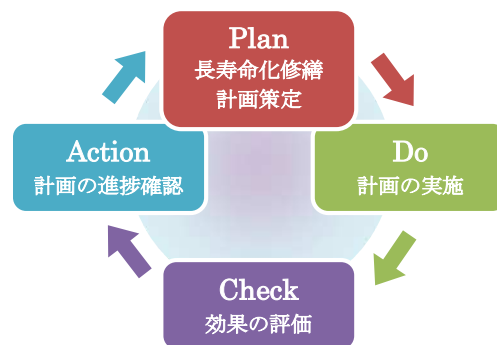 Plan
長寿命化修繕
計画策定
Action
計画の進捗確認
Do
計画の実施
Check
効果の評価